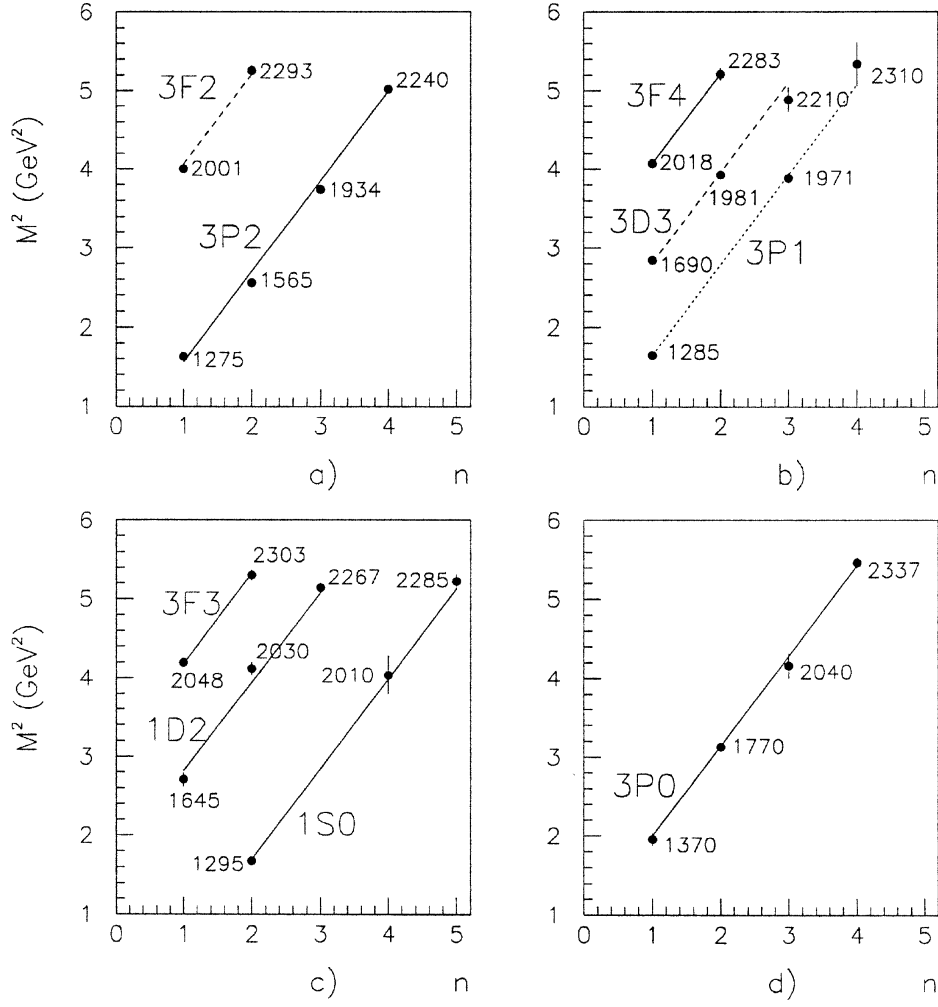 M² (GeV²)
6
5
4
3
2
1
0 1 2 3 4 5
3F2
2293
2240
2001
1934
3P2
1565
1275
a) n
6
5
4
3
2
1
0 1 2 3 4 5
2283
2310
3F4
2210
2018
1981
1971
3D3
3P1
1690
1285
b) n
M² (GeV²)
6
5
4
3
2
1
0 1 2 3 4 5
2303
2267
2285
3F3
2030
2048
2010
1D2
1645
1S0
1295
c) n
6
5
4
3
2
1
0 1 2 3 4 5
2337
2040
1770
3P0
1370
d) n